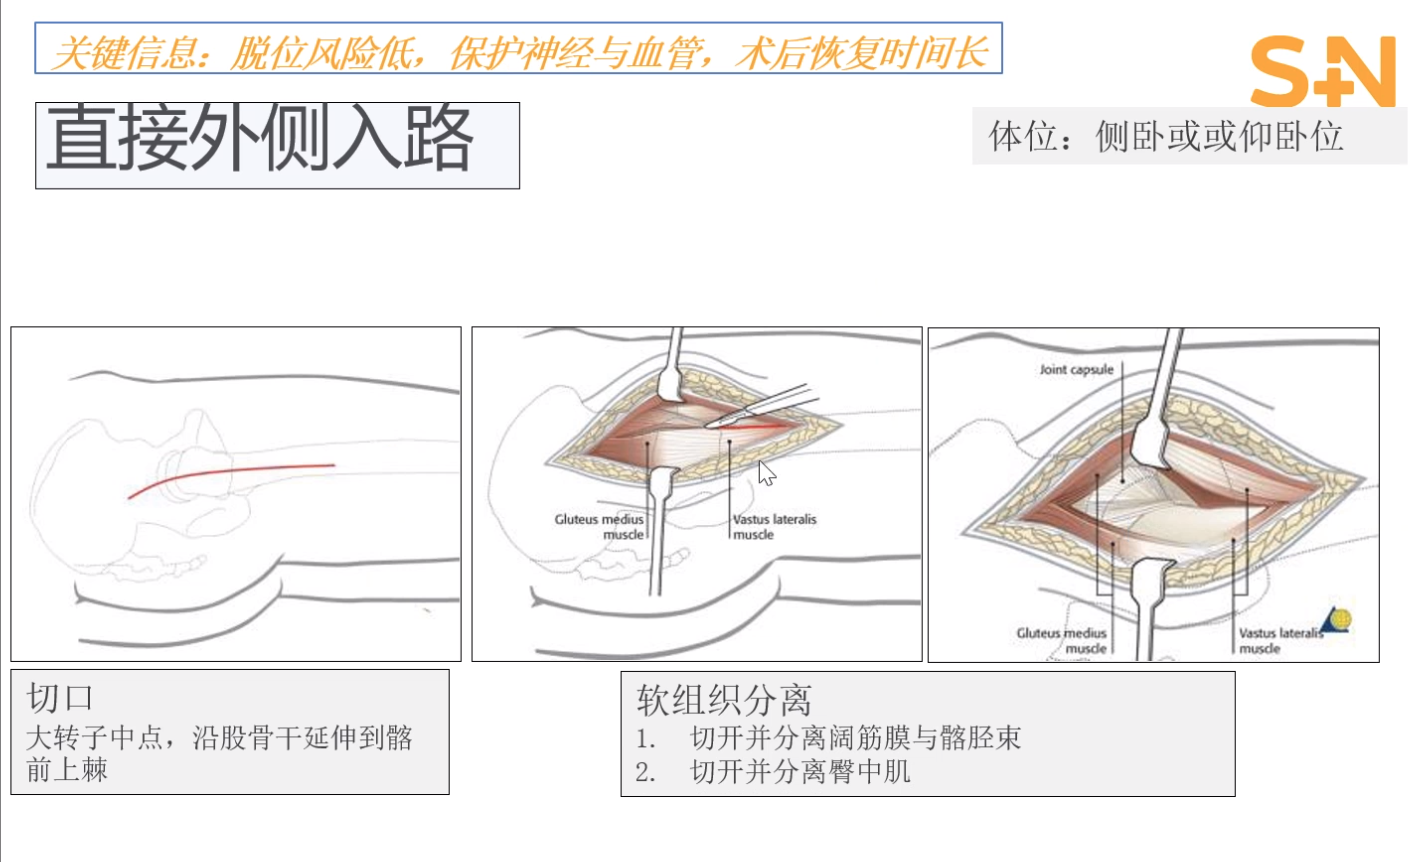 关键信息：脱位风险低，保护神经与血管，术后恢复时间长
S+N
直接外侧入路
体位：侧卧或或仰卧位
Joint capsule
Gluteus medius
muscle
Vastus lateralis
muscle
Gluteus medius
muscle
Vastus lateralis
muscle
切口
大转子中点，沿股骨干延伸到髂
前上棘
软组织分离
1. 切开并分离阔筋膜与髂胫束
2. 切开并分离臀中肌